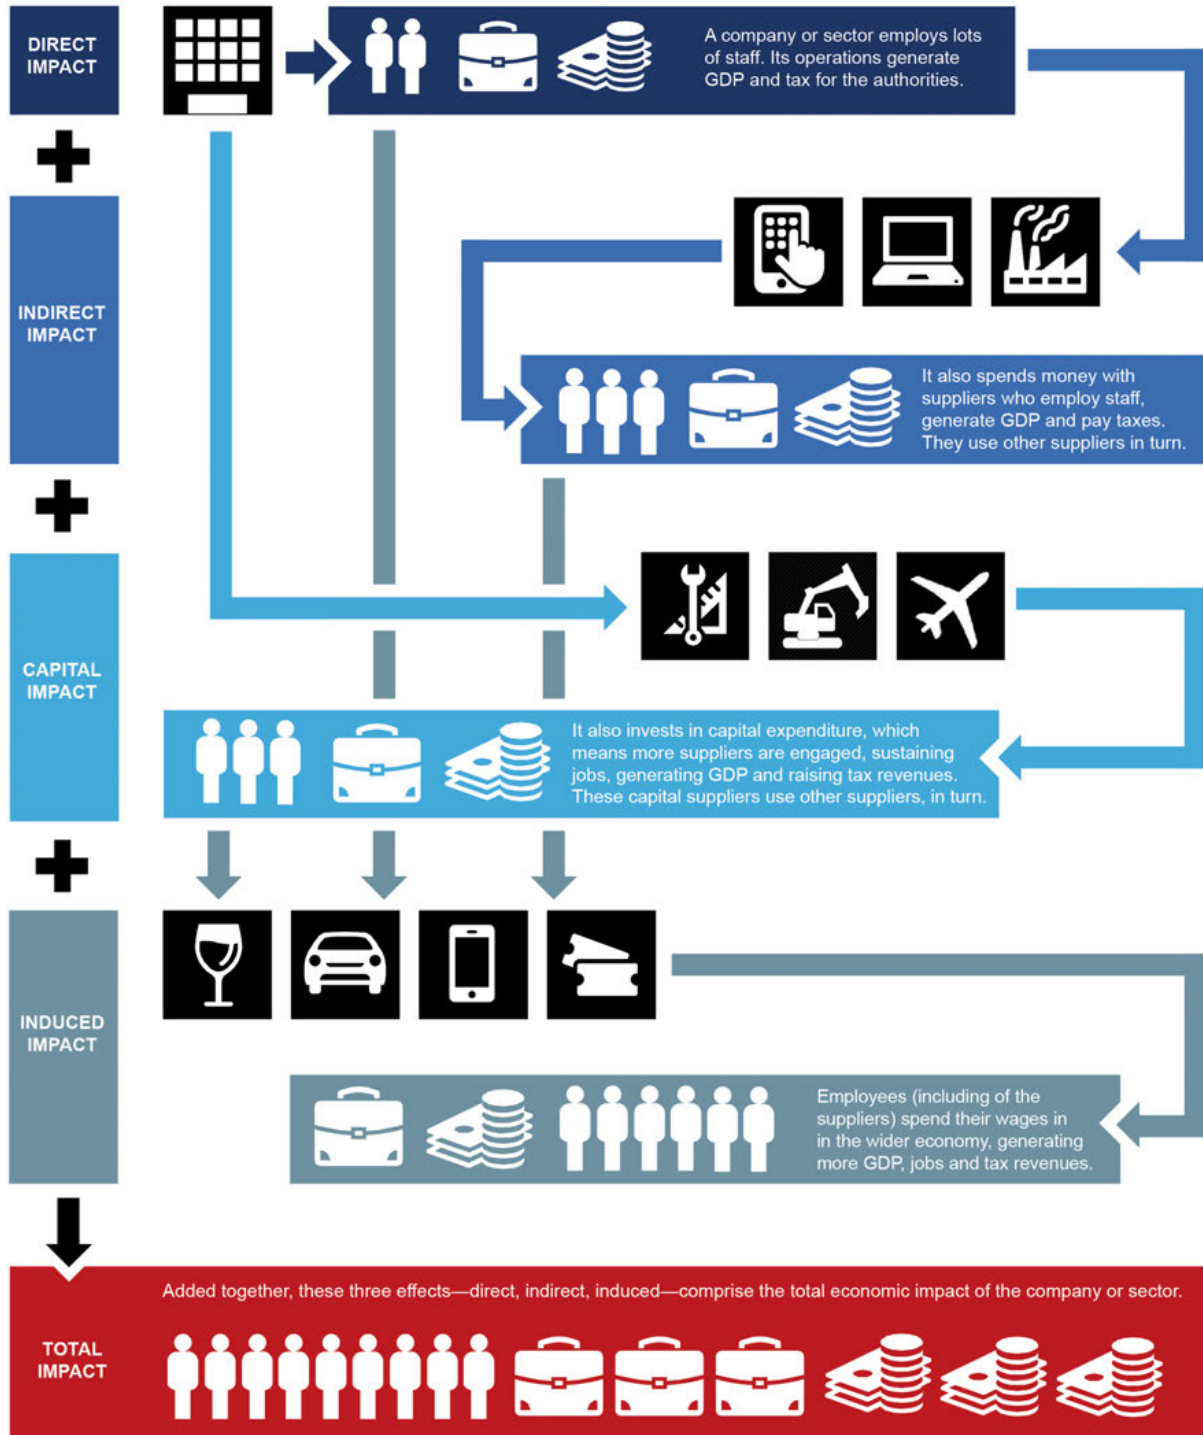 DIRECT
IMPACT
A company or sector employs lots
of staff. Its operations generate
GDP and tax for the authorities.
INDIRECT
IMPACT
It also spends money with
suppliers who employ staff,
generate GDP and pay taxes.
They use other suppliers in turn.
CAPITAL
IMPACT
It also invests in capital expenditure, which
means more suppliers are engaged, sustaining
jobs, generating GDP and raising tax revenues.
These capital suppliers use other suppliers, in turn.
INDUCED
IMPACT
Employees (including of the
suppliers) spend their wages in
in the wider economy, generating
more GDP, jobs and tax revenues.
Added together, these three effects—direct, indirect, induced—comprise the total economic impact of the company or sector.
TOTAL
IMPACT